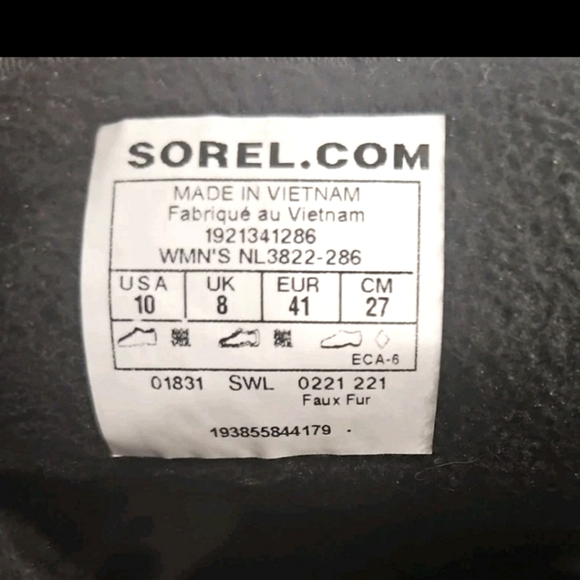 SOREL.COM
MADE IN VIETNAM
Fabriqué au Vietnam
1921341286
WMN'S NL3822-286
USA UK EUR CM
10 8 41 27
ECA-6
01831 SWL 0221 221
Faux Fur
193855844179